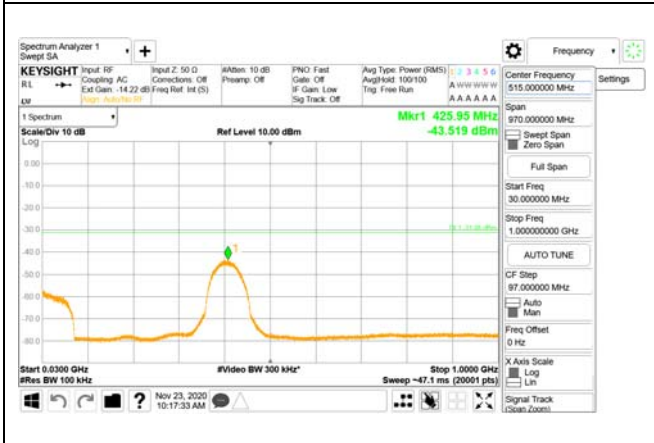 Spectrum Analyzer 1
Swept SA
Frequency
KEYSIGHT
Input: RF
Input Z: 50 Ω
#Atten: 10 dB
PNO: Fast
Avg Type: Power (RMS)
1 2 3 4 5 6
RL
Coupling: AC
Corrections: Off
Preamp: Off
Gate: Off
Avg|Hold: 100/100
A W W W W W
Ext Gain: -14.22 dB
Freq Ref: Int (S)
IF Gain: Low
Trig: Free Run
Align: Auto/No RF
Sig Track: Off
A A A A A A
1 Spectrum
Mkr1 425.95 MHz
Scale/Div 10 dB
Ref Level 10.00 dBm
-43.519 dBm
Log
0.00
-10.0
-20.0
-30.0
-40.0
-50.0
-60.0
-70.0
-80.0
1
Start 0.0300 GHz
#Video BW 300 kHz*
Stop 1.0000 GHz
#Res BW 100 kHz
Sweep ~47.1 ms (20001 pts)
Nov 23, 2020
10:17:33 AM
Center Frequency
515.000000 MHz
Settings
Span
970.000000 MHz
Swept Span
Zero Span
Full Span
Start Freq
30.000000 MHz
Stop Freq
1.000000000 GHz
AUTO TUNE
CF Step
97.000000 MHz
Auto
Man
Freq Offset
0 Hz
X Axis Scale
Log
Lin
Signal Track
(Span Zoom)